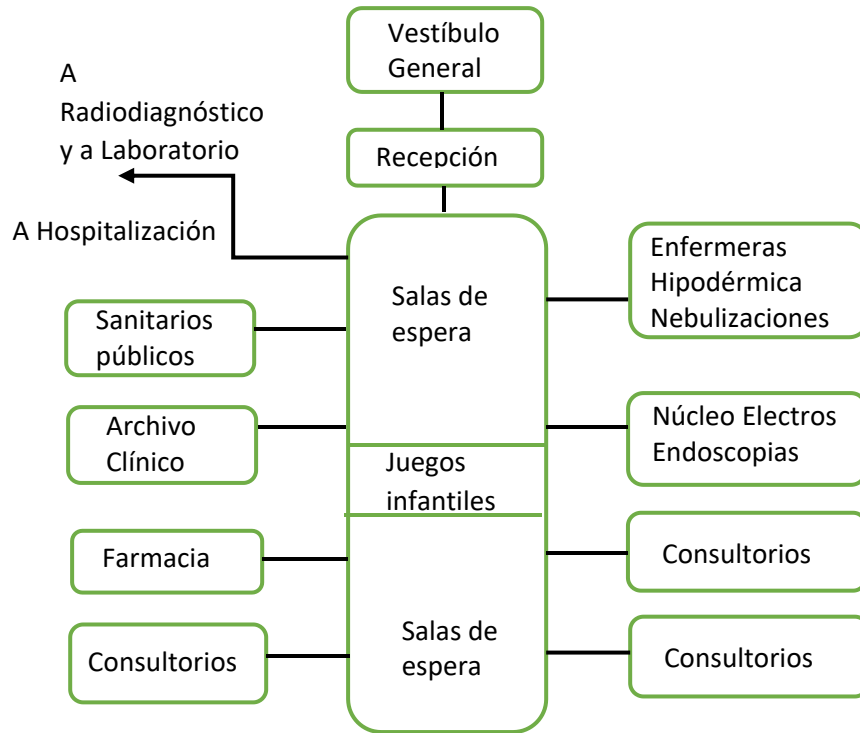 Vestíbulo
General
A
Radiodiagnóstico
y a Laboratorio
Recepción
A Hospitalización
Enfermeras
Hipodérmica
Nebulizaciones
Salas de
espera
Sanitarios
públicos
Archivo
Clínico
Núcleo Electros
Endoscopias
Juegos
infantiles
Farmacia
Consultorios
Salas de
espera
Consultorios
Consultorios